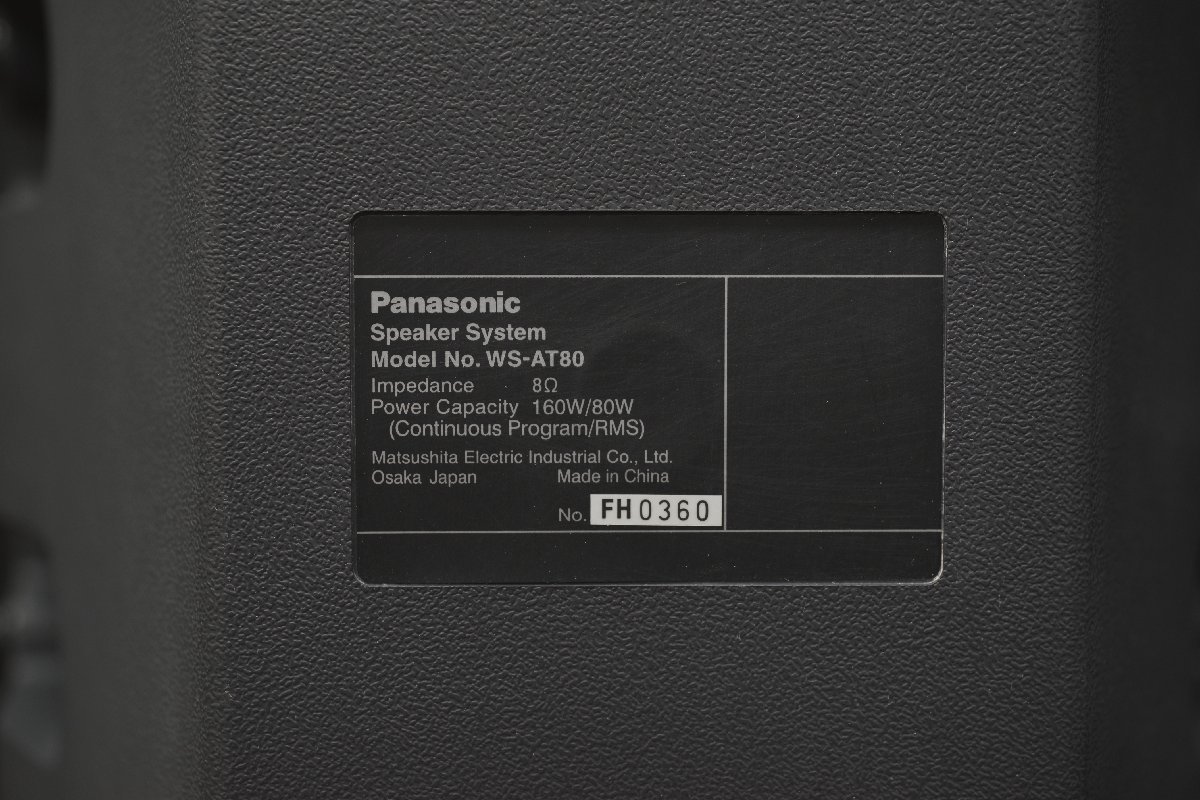 Panasonic
Speaker System
Model No. WS-AT80
Impedance 8Ω
Power Capacity 160W/80W
(Continuous Program/RMS)
Matsushita Electric Industrial Co., Ltd.
Osaka Japan Made in China
No. FH0360